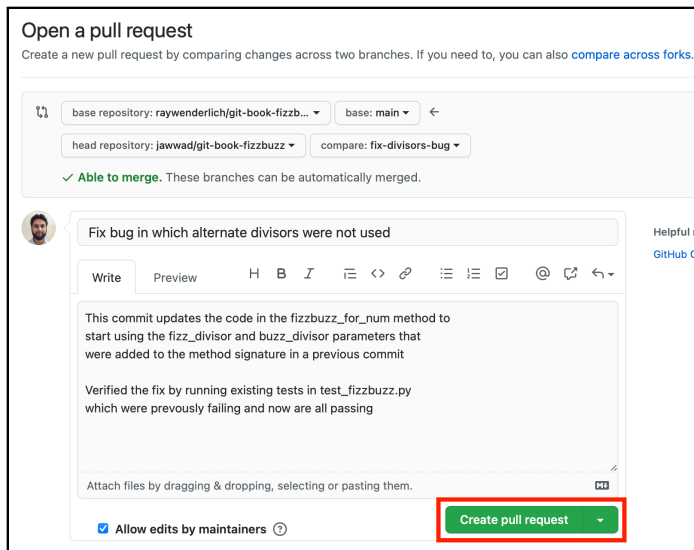 Open a pull request
Create a new pull request by comparing changes across two branches. If you need to, you can also compare across forks.
base repository: raywenderlich/git-book-fizzb...
base: main
head repository: jawwad/git-book-fizzbuzz
compare: fix-divisors-bug
Able to merge. These branches can be automatically merged.
Fix bug in which alternate divisors were not used
Helpful
GitHub
Write
Preview
This commit updates the code in the fizzbuzz_for_num method to
start using the fizz_divisor and buzz_divisor parameters that
were added to the method signature in a previous commit
Verified the fix by running existing tests in test_fizzbuzz.py
which were prevously failing and now are all passing
Attach files by dragging & dropping, selecting or pasting them.
Allow edits by maintainers
Create pull request